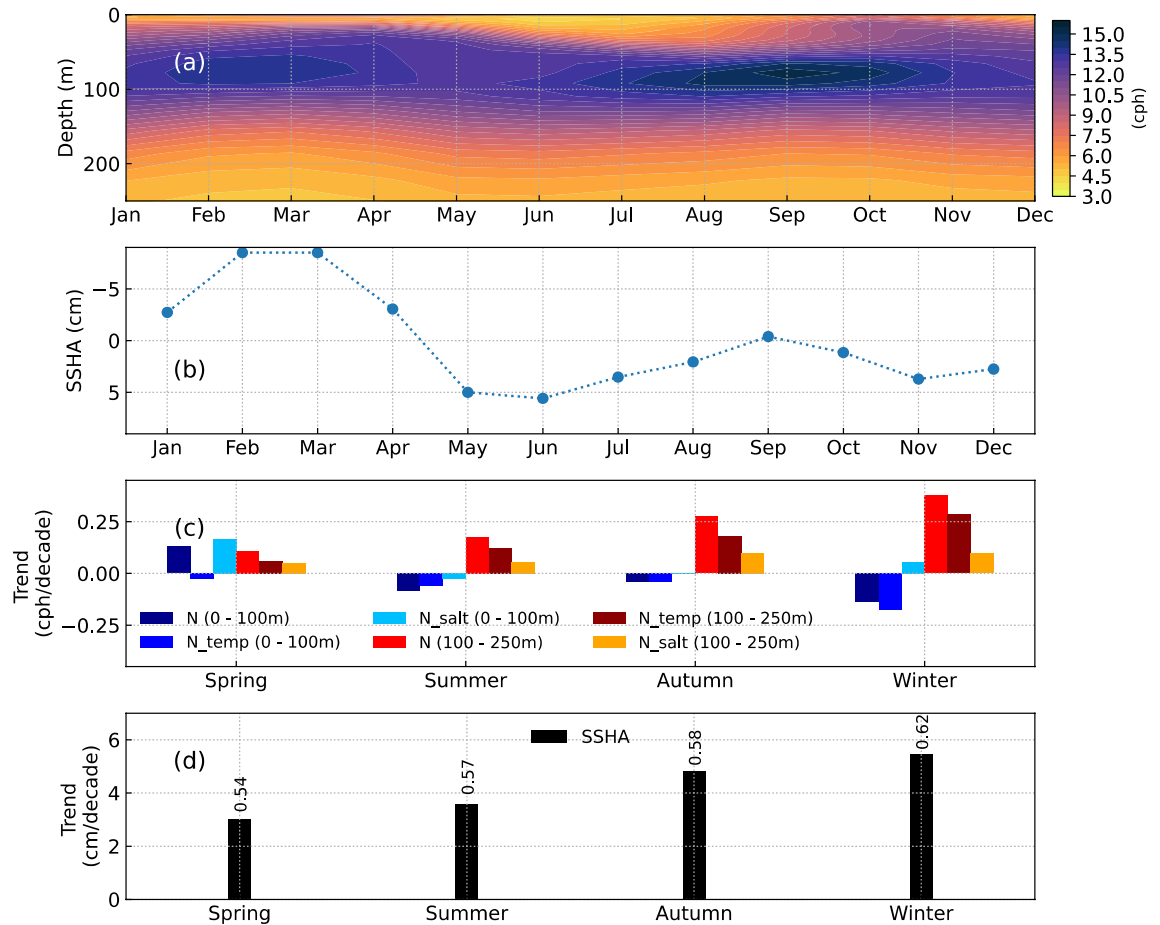 0
100
200
Depth (m)
(a)
Jan Feb Mar Apr May Jun Jul Aug Sep Oct Nov Dec
15.0
13.5
12.0
10.5
9.0
7.5
6.0
4.5
3.0
(cph)
−5
0
5
SSHA (cm)
(b)
Jan Feb Mar Apr May Jun Jul Aug Sep Oct Nov Dec
0.25
0.00
−0.25
Trend
(cph/decade)
(c)
N (0 - 100m) N_salt (0 - 100m) N_temp (100 - 250m)
N_temp (0 - 100m) N (100 - 250m) N_salt (100 - 250m)
Spring Summer Autumn Winter
6
4
2
0
Trend
(cm/decade)
(d)
SSHA
0.54
0.57
0.58
0.62
Spring Summer Autumn Winter